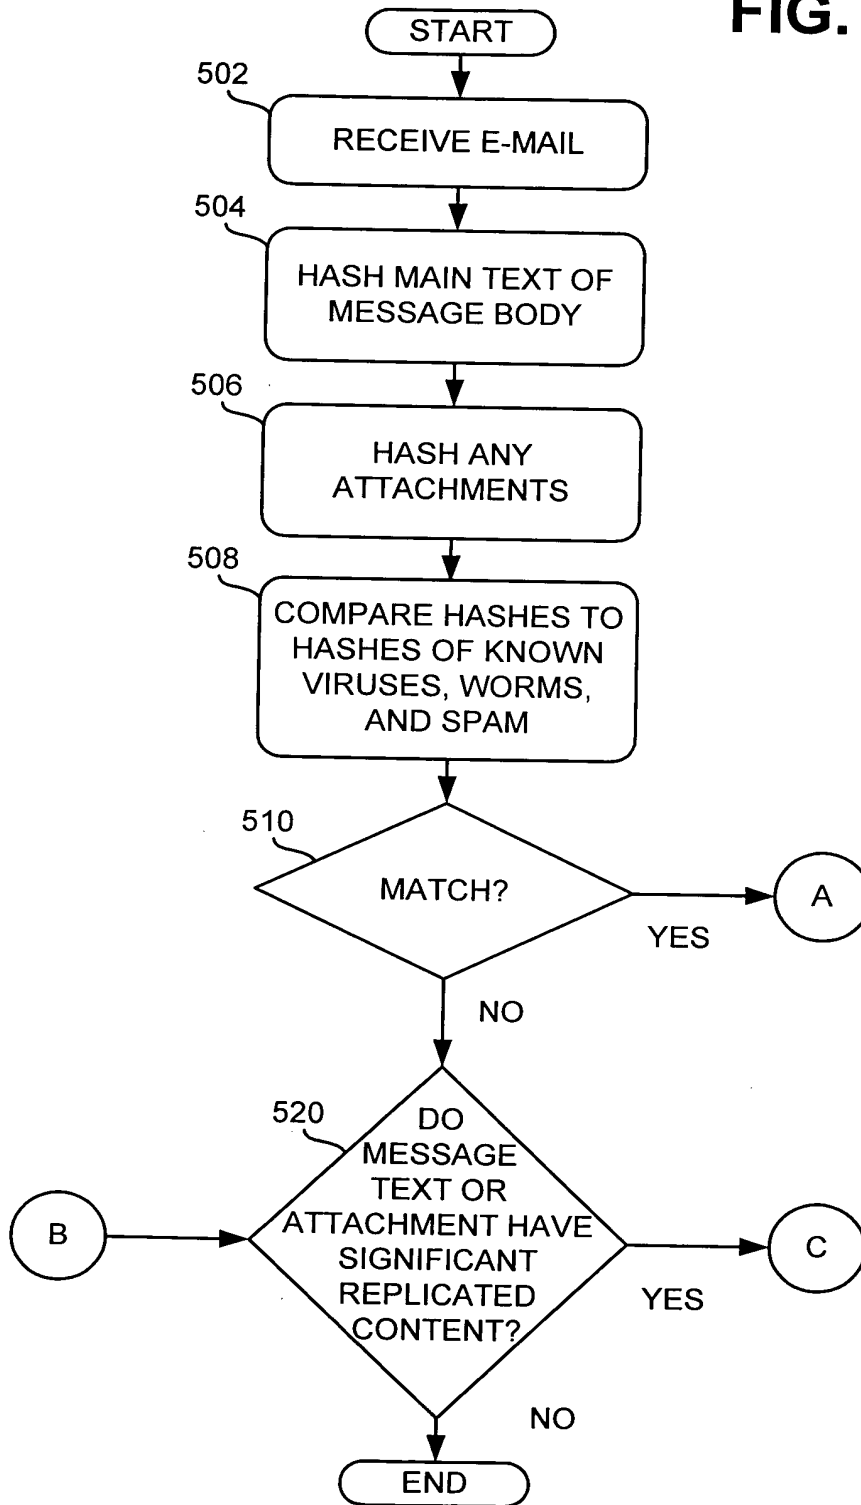 FIG.
START
502
RECEIVE E-MAIL
504
HASH MAIN TEXT OF
MESSAGE BODY
506
HASH ANY
ATTACHMENTS
508
COMPARE HASHES TO
HASHES OF KNOWN
VIRUSES, WORMS,
AND SPAM
510
MATCH?
YES
A
NO
520
DO
MESSAGE
TEXT OR
ATTACHMENT HAVE
SIGNIFICANT
REPLICATED
CONTENT?
B
C
YES
NO
END